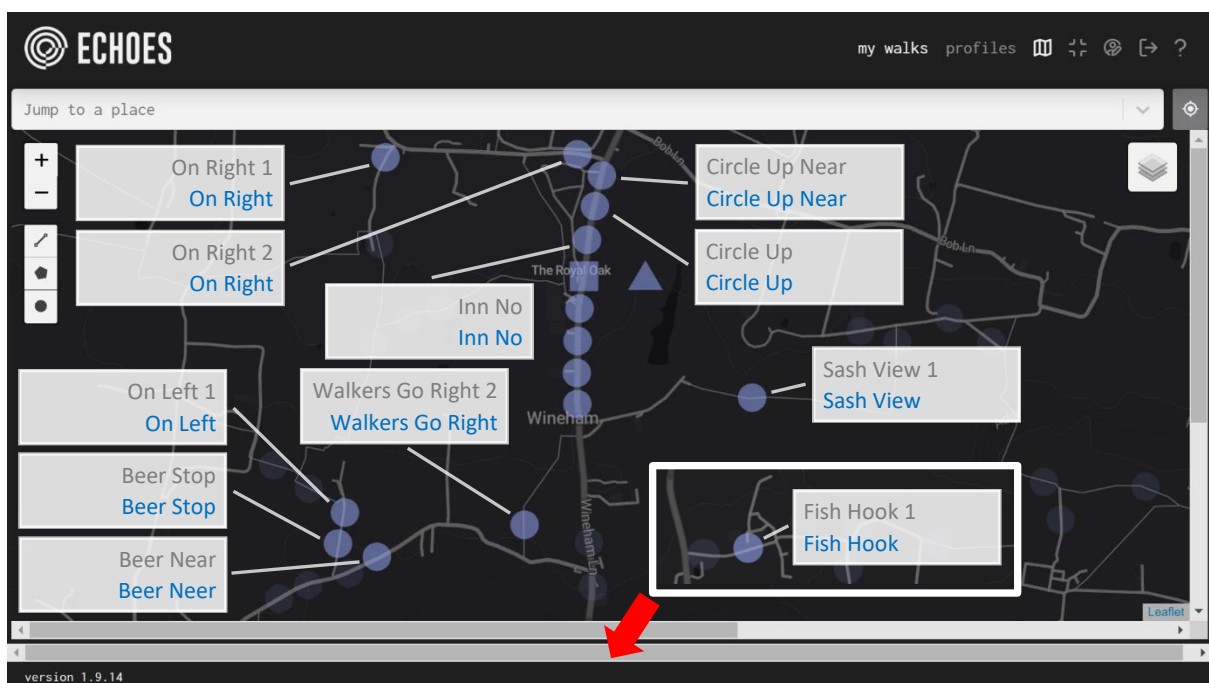 ECHOES
my walks profiles ?
Jump to a place
+
−
On Right 1
On Right
Circle Up Near
Circle Up Near
On Right 2
On Right
Circle Up
Circle Up
Bob Ln
Bob Ln
The Royal Oak
Inn No
Inn No
On Left 1
On Left
Walkers Go Right 2
Walkers Go Right
Sash View 1
Sash View
Wineham
Beer Stop
Beer Stop
Fish Hook 1
Fish Hook
Wineham Ln
Beer Near
Beer Neer
Leaflet
version 1.9.14